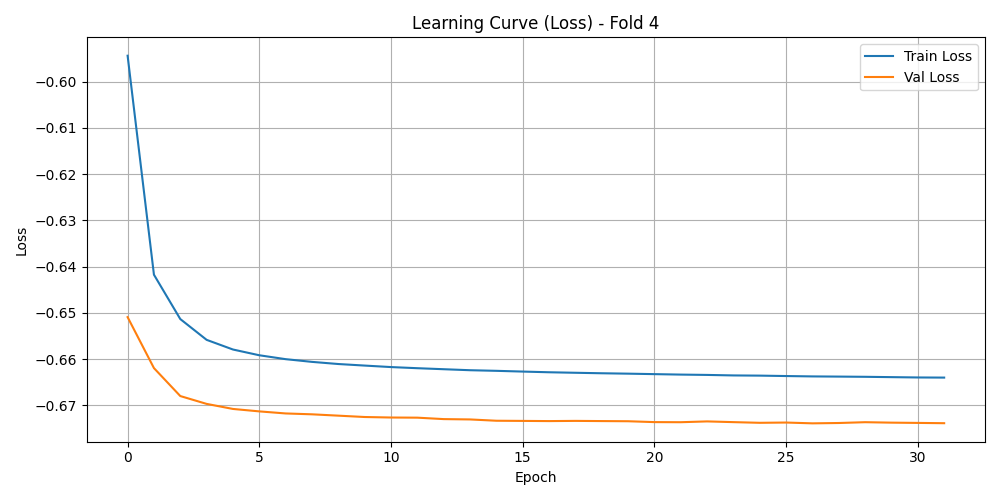 Learning Curve (Loss) - Fold 4
Train Loss
Val Loss
−0.60
−0.61
−0.62
−0.63
−0.64
−0.65
−0.66
−0.67
Loss
0 5 10 15 20 25 30
Epoch